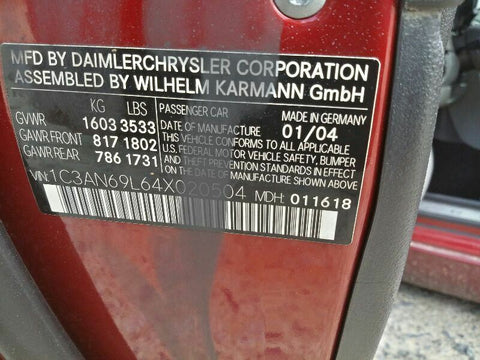 MFD BY DAIMLERCHRYSLER CORPORATION
ASSEMBLED BY WILHELM KARMANN GmbH
KG LBS
GVWR 1603 3533
GAWR FRONT 817 1802
GAWR REAR 786 1731
PASSENGER CAR MADE IN GERMANY
DATE OF MANUFACTURE 01/04
THIS VEHICLE CONFORMS TO ALL APPLICABLE
FEDERAL MOTOR VEHICLE SAFETY, BUMPER
AND THEFT PREVENTION STANDARDS IN EFFECT
ON THE DATE OF MANUFACTURE SHOWN ABOVE
VIN: 1C3AN69L64X020504 MDH: 011618